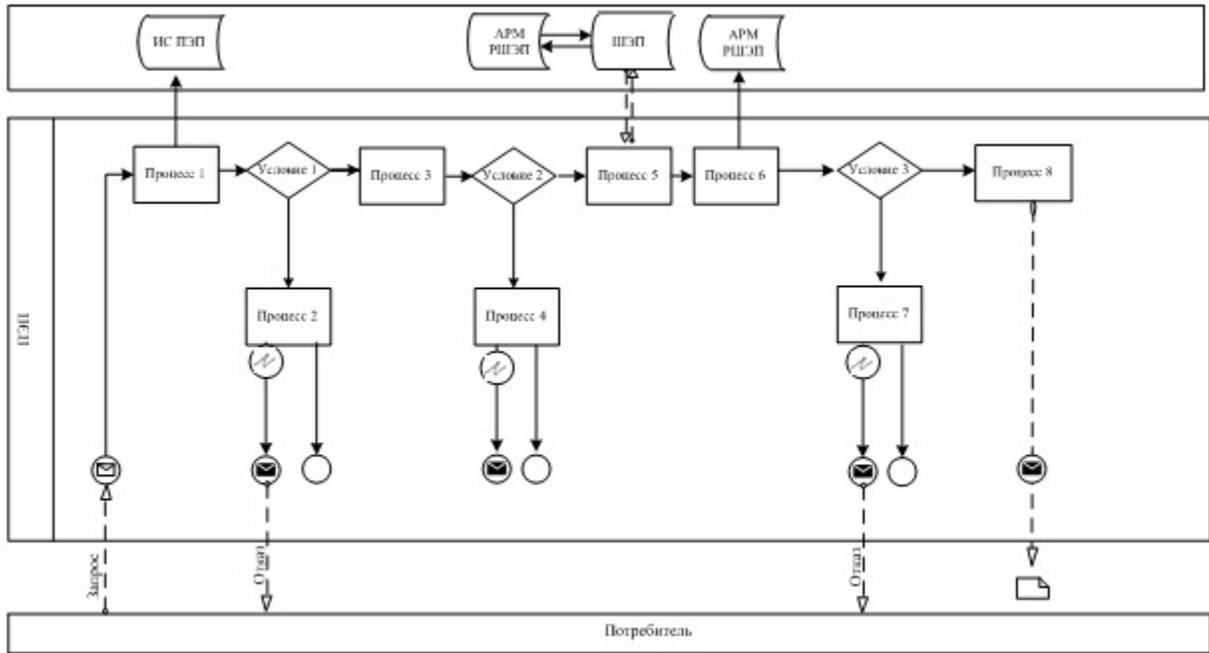 ИС ПЭП
АРМ
РШЭП
ШЭП
АРМ
РШЭП
Процесс 1
Условие 1
Процесс 3
Условие 2
Процесс 5
Процесс 6
Условие 3
Процесс 8
Процесс 2
Процесс 4
Процесс 7
ПЭП
Запрос
Отказ
Отказ
Потребитель